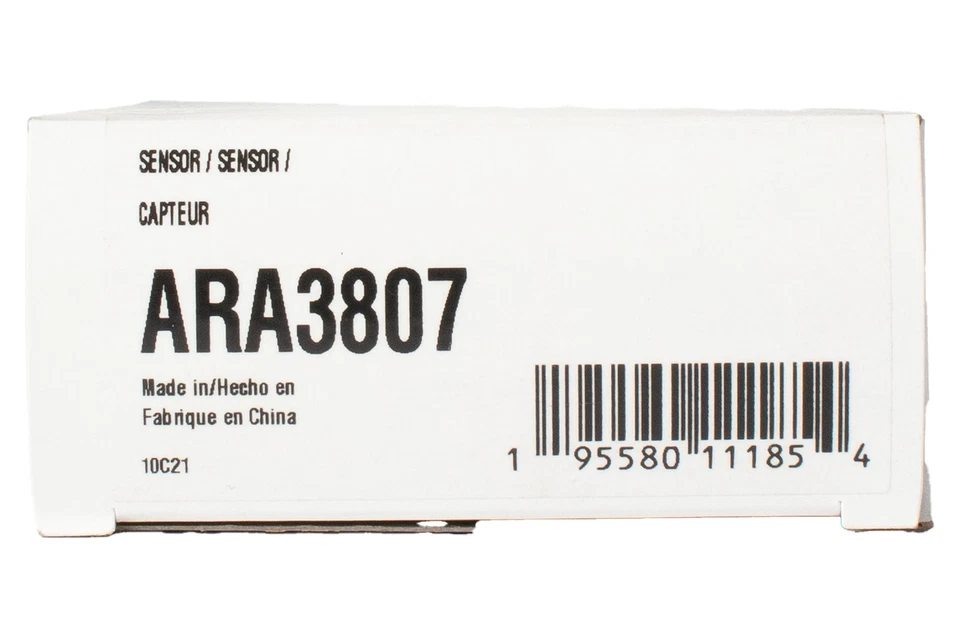 SENSOR / SENSOR /
CAPTEUR
ARA3807
Made in/Hecho en
Fabrique en China
10C21
1 95580 11185 4